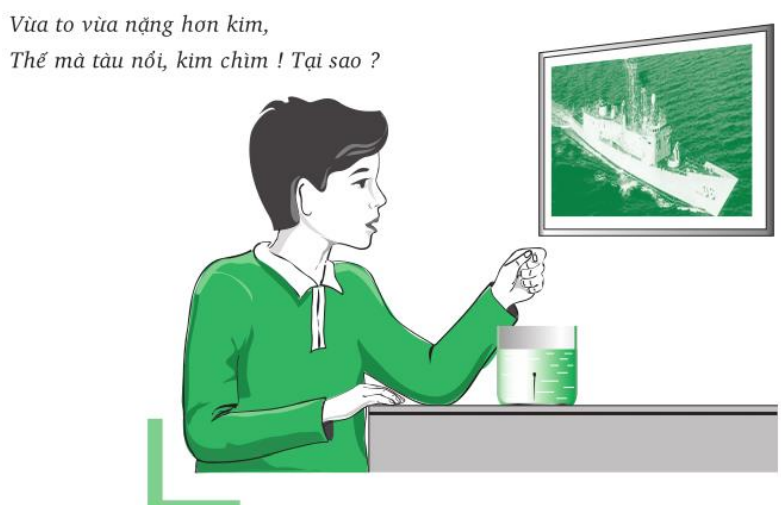 Vừa to vừa nặng hơn kim,
Thế mà tàu nổi, kim chìm ! Tại sao ?